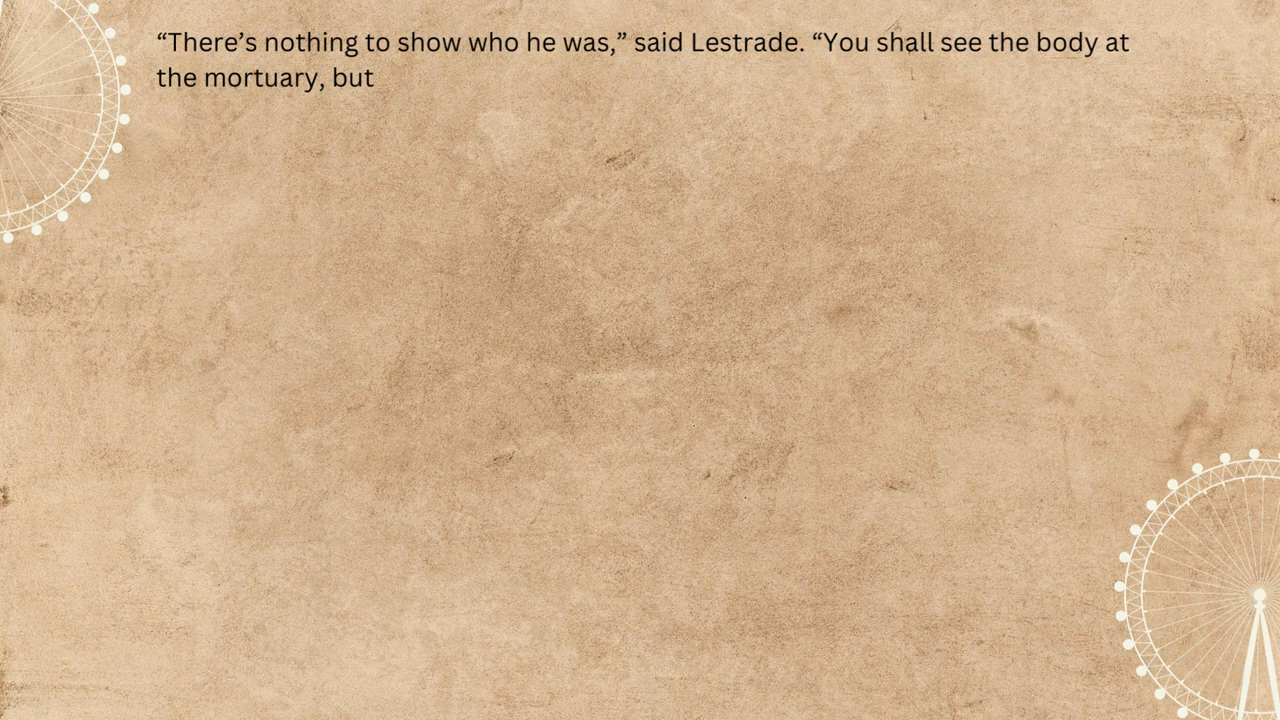 “There’s nothing to show who he was,” said Lestrade. “You shall see the body at
the mortuary, but